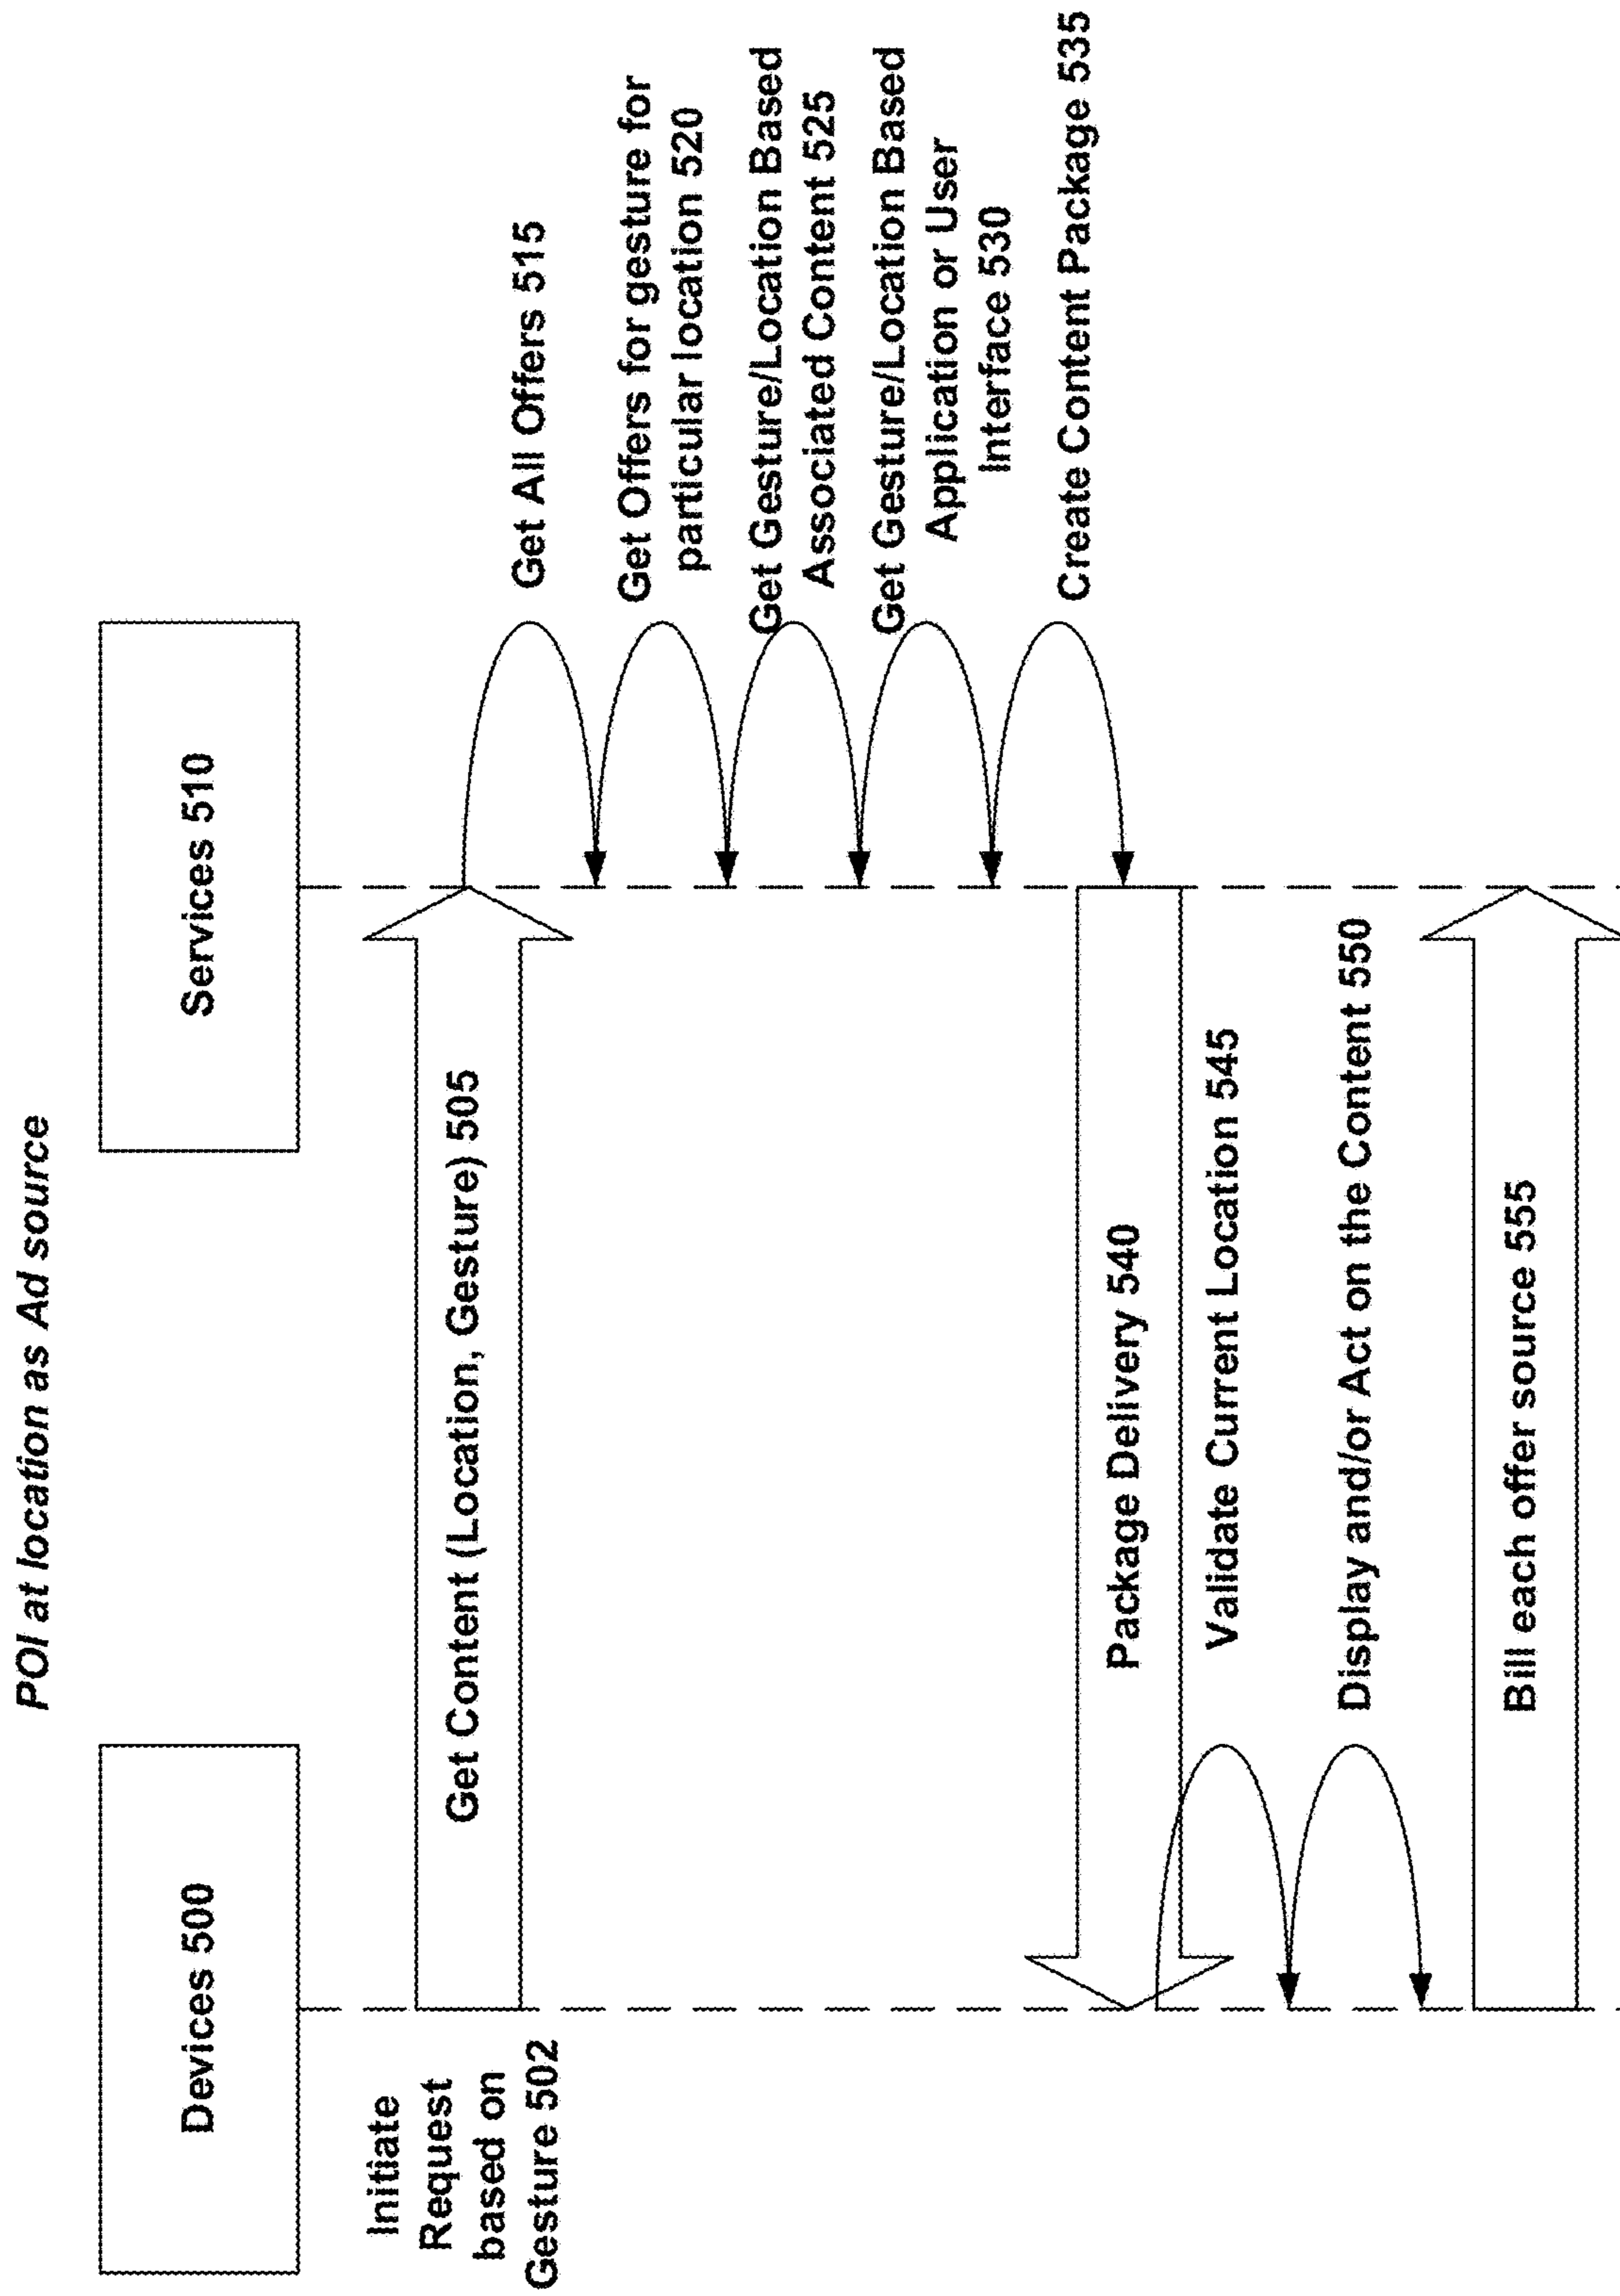 POI at location as Ad source
Devices 500
Services 510
Initiate
Request
based on
Gesture 502
Get Content (Location, Gesture) 505
Get All Offers 515
Get Offers for gesture for
particular location 520
Get Gesture/Location Based
Associated Content 525
Get Gesture/Location Based
Application or User
Interface 530
Create Content Package 535
Package Delivery 540
Validate Current Location 545
Display and/or Act on the Content 550
Bill each offer source 555